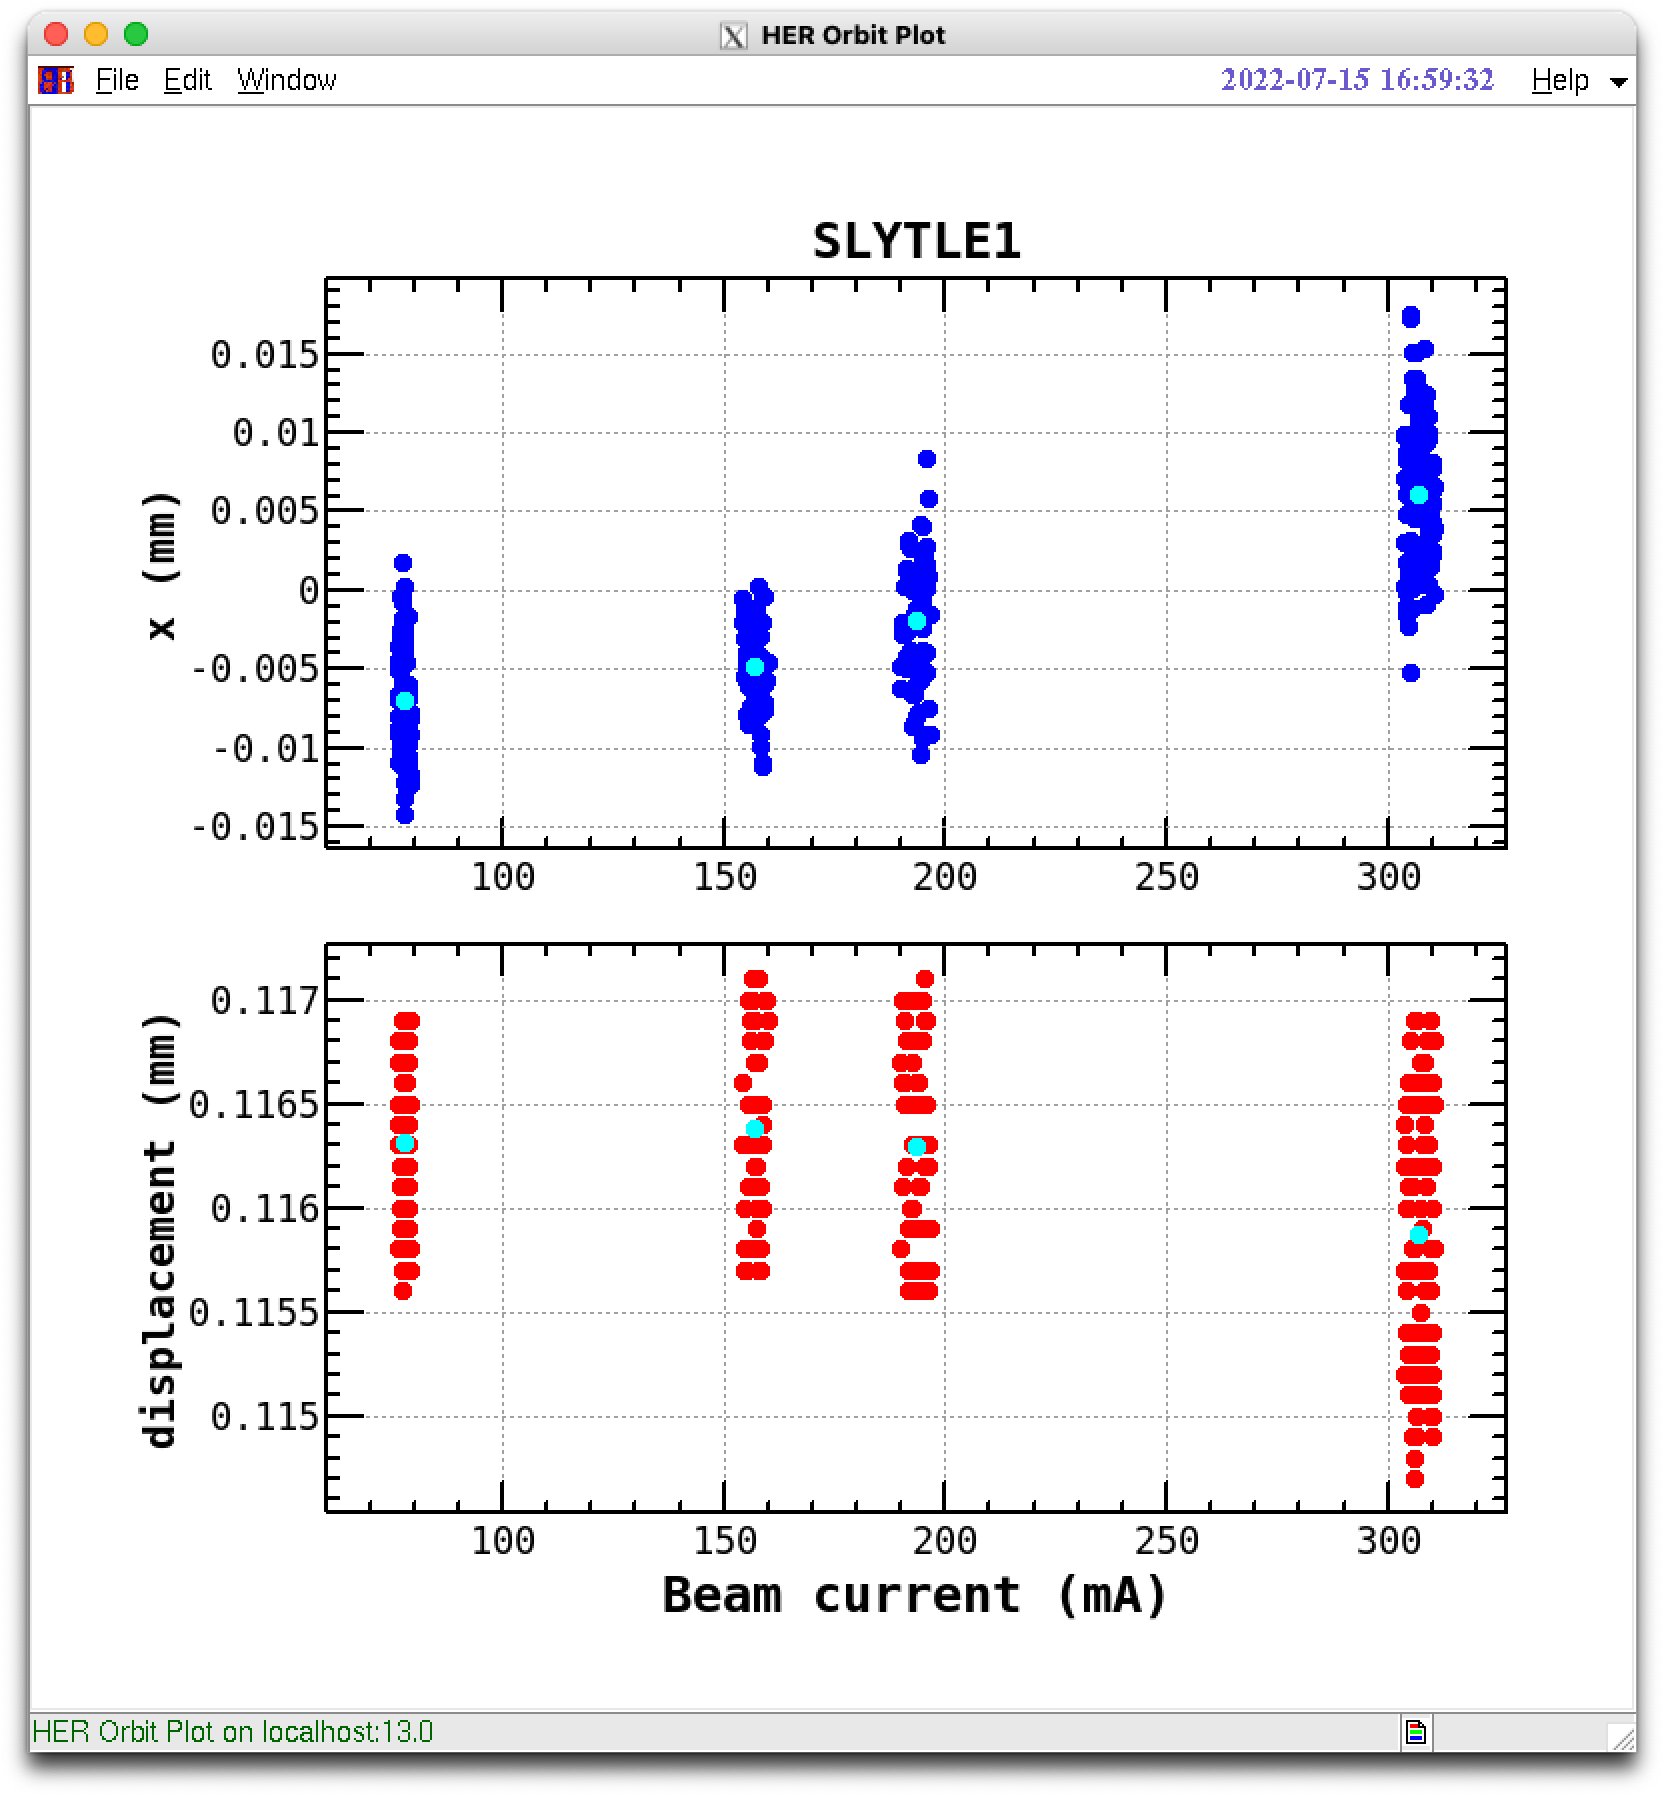 HER Orbit Plot
File Edit Window 2022-07-15 16:59:32 Help
SLYTLE1
x (mm)
0.015
0.01
0.005
0
-0.005
-0.01
-0.015
100 150 200 250 300
displacement (mm)
0.117
0.1165
0.116
0.1155
0.115
100 150 200 250 300
Beam current (mA)
HER Orbit Plot on localhost:13.0